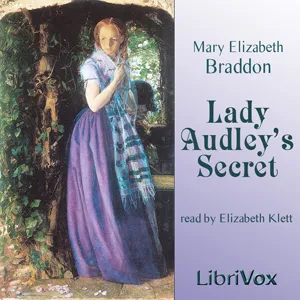 Mary Elizabeth
Braddon
Lady
Audley's
Secret
read by Elizabeth Klett
LibriVox